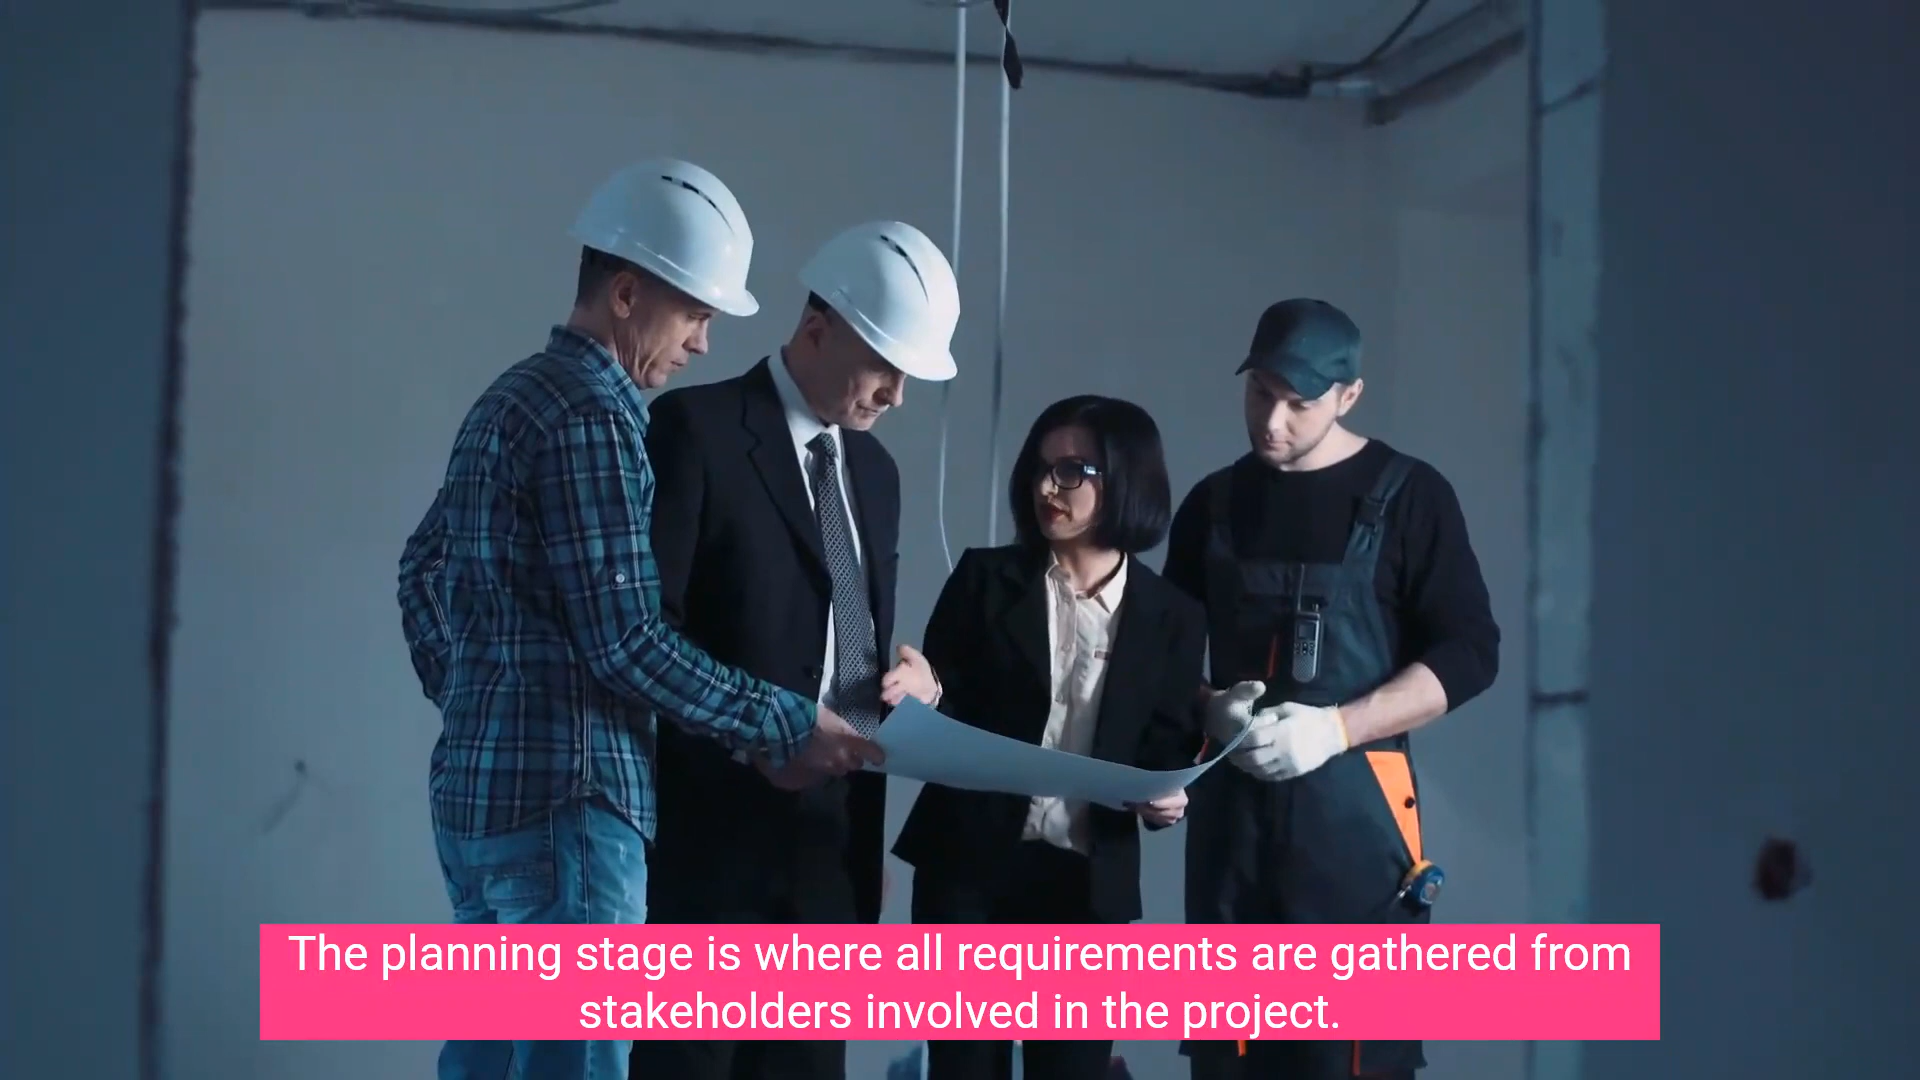 The planning stage is where all requirements are gathered from
stakeholders involved in the project.